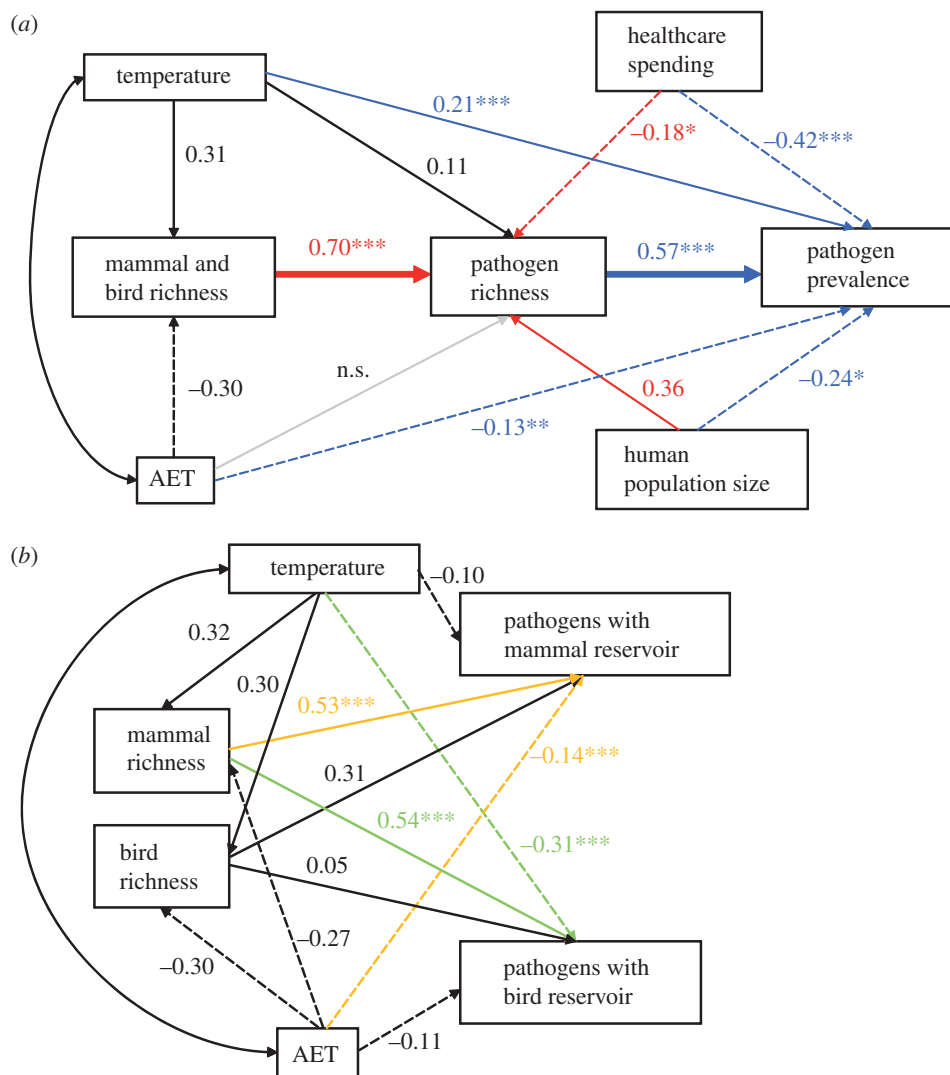 (a)
healthcare
spending
temperature
0.21***
–0.18*
–0.42***
0.31
0.11
mammal and
bird richness
0.70***
pathogen
richness
0.57***
pathogen
prevalence
n.s.
–0.30
0.36
–0.24*
–0.13**
AET
human
population size
(b)
temperature
–0.10
pathogens with
mammal reservoir
0.32
0.30
0.53***
mammal
richness
–0.14***
0.31
0.54***
–0.31***
bird
richness
0.05
–0.27
–0.30
pathogens with
bird reservoir
AET
–0.11